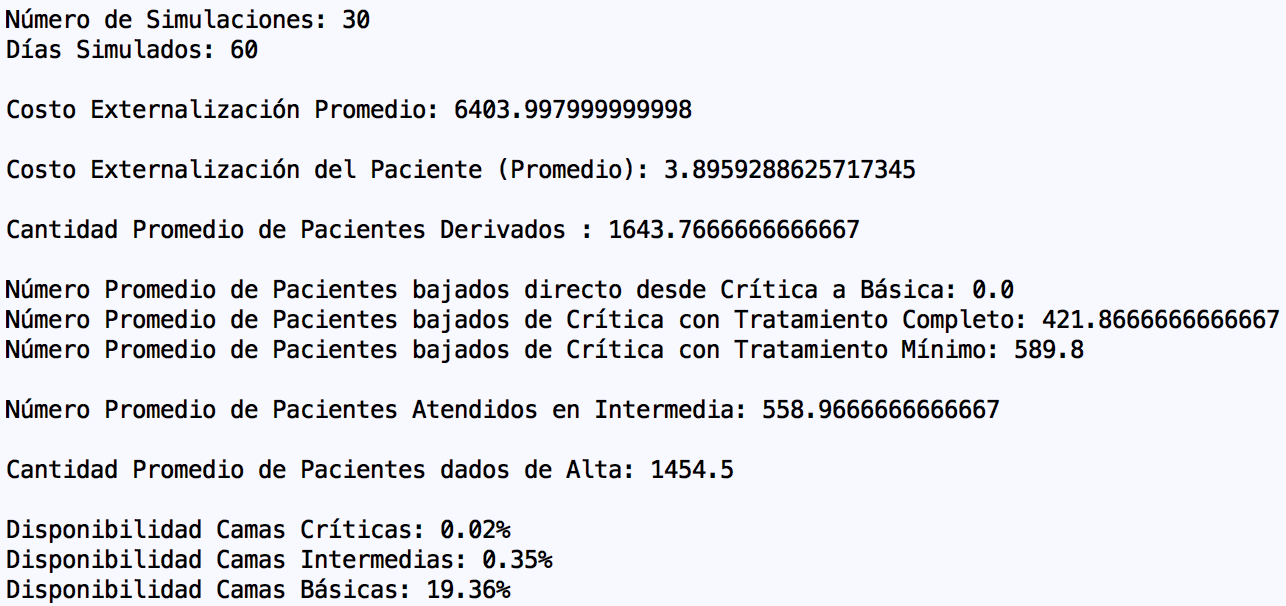 Número de Simulaciones: 30
Días Simulados: 60
Costo Externalización Promedio: 6403.997999999998
Costo Externalización del Paciente (Promedio): 3.8959288625717345
Cantidad Promedio de Pacientes Derivados : 1643.7666666666667
Número Promedio de Pacientes bajados directo desde Crítica a Básica: 0.0
Número Promedio de Pacientes bajados de Crítica con Tratamiento Completo: 421.8666666666667
Número Promedio de Pacientes bajados de Crítica con Tratamiento Mínimo: 589.8
Número Promedio de Pacientes Atendidos en Intermedia: 558.9666666666667
Cantidad Promedio de Pacientes dados de Alta: 1454.5
Disponibilidad Camas Críticas: 0.02%
Disponibilidad Camas Intermedias: 0.35%
Disponibilidad Camas Básicas: 19.36%